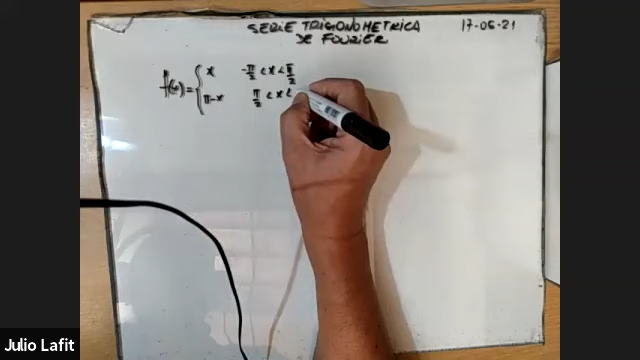 SERIE TRIGONOMETRICA 17-06-21
DE FOURIER
f(x) = { x -π/2 < x < π/2
π-x π/2 < x <
Julio Lafit